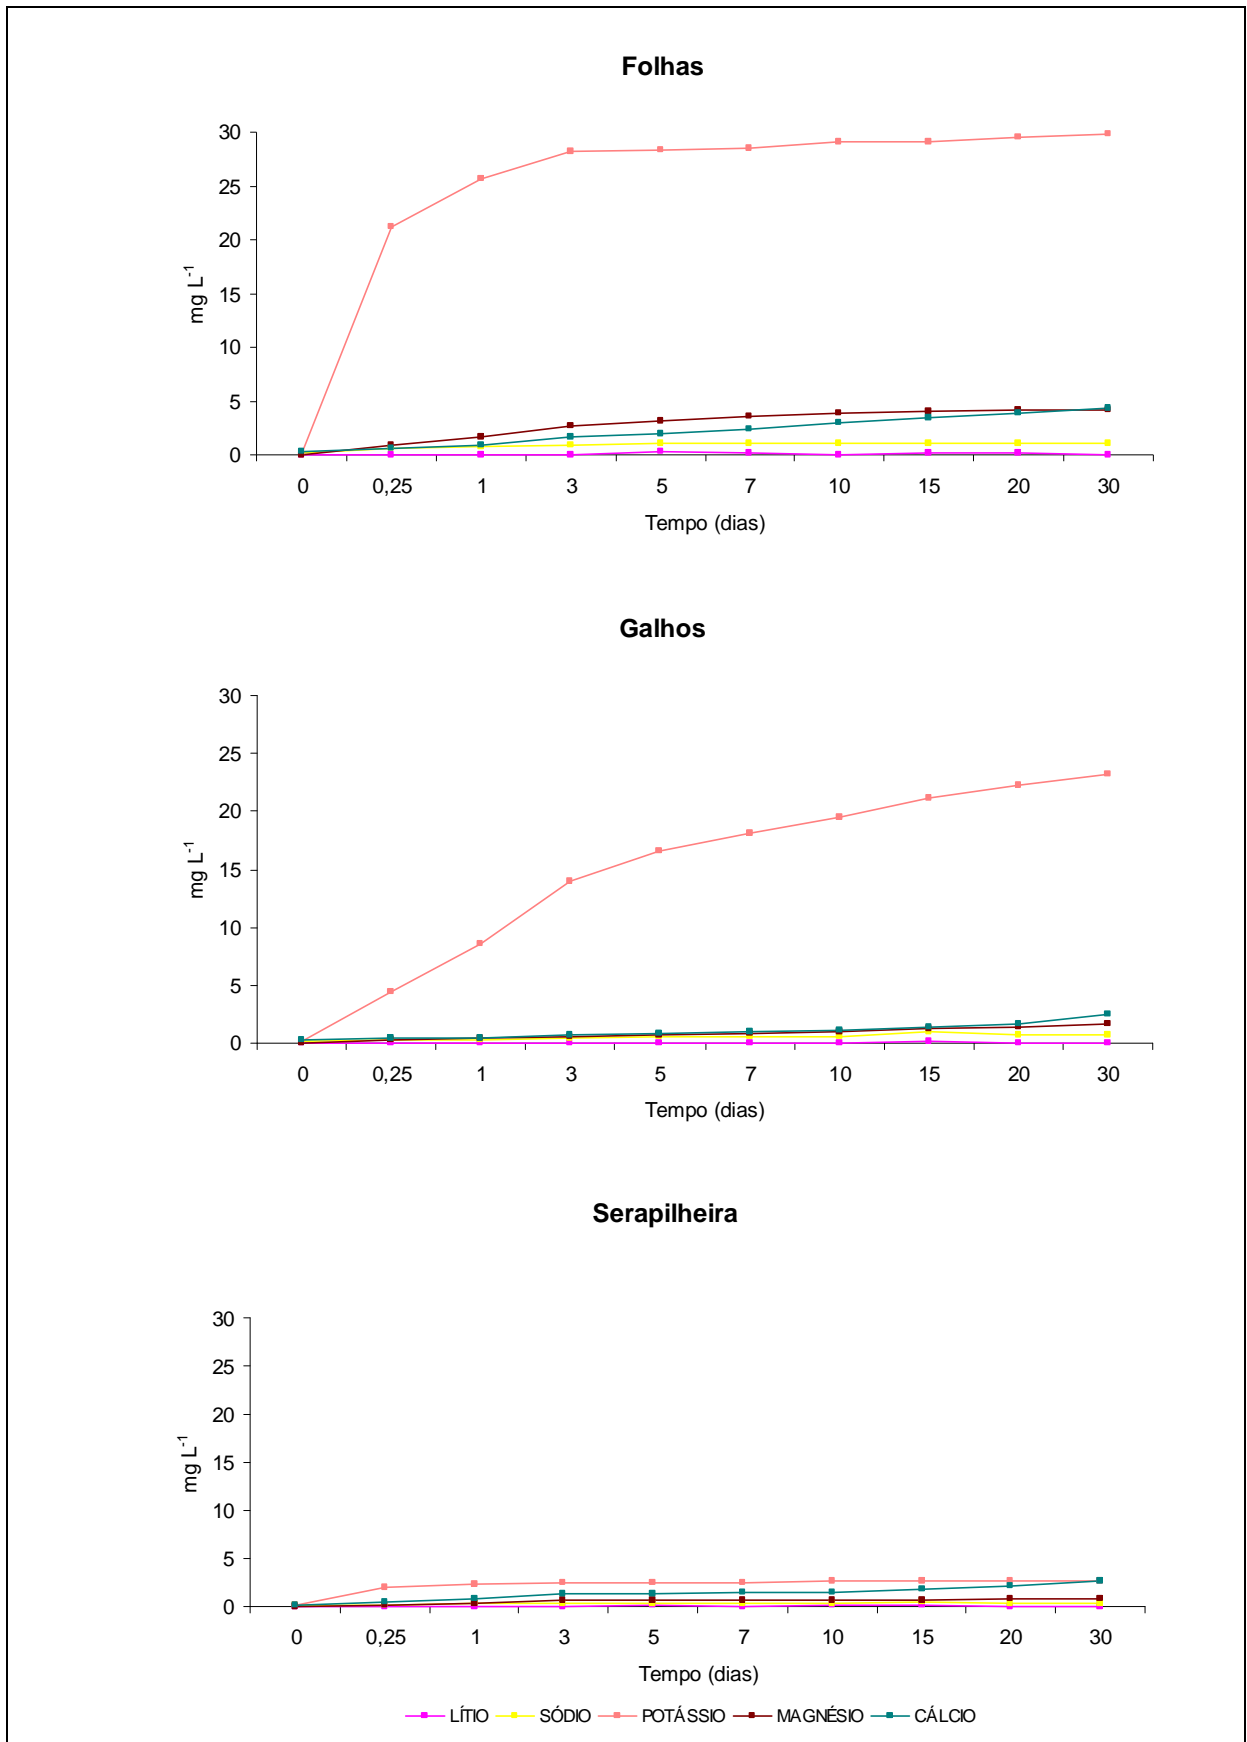 Folhas
30
25
20
15
10
5
0
mg L⁻¹
0 0,25 1 3 5 7 10 15 20 30
Tempo (dias)
Galhos
30
25
20
15
10
5
0
mg L⁻¹
0 0,25 1 3 5 7 10 15 20 30
Tempo (dias)
Serapilheira
30
25
20
15
10
5
0
mg L⁻¹
0 0,25 1 3 5 7 10 15 20 30
Tempo (dias)
LÍTIO SÓDIO POTÁSSIO MAGNÉSIO CÁLCIO